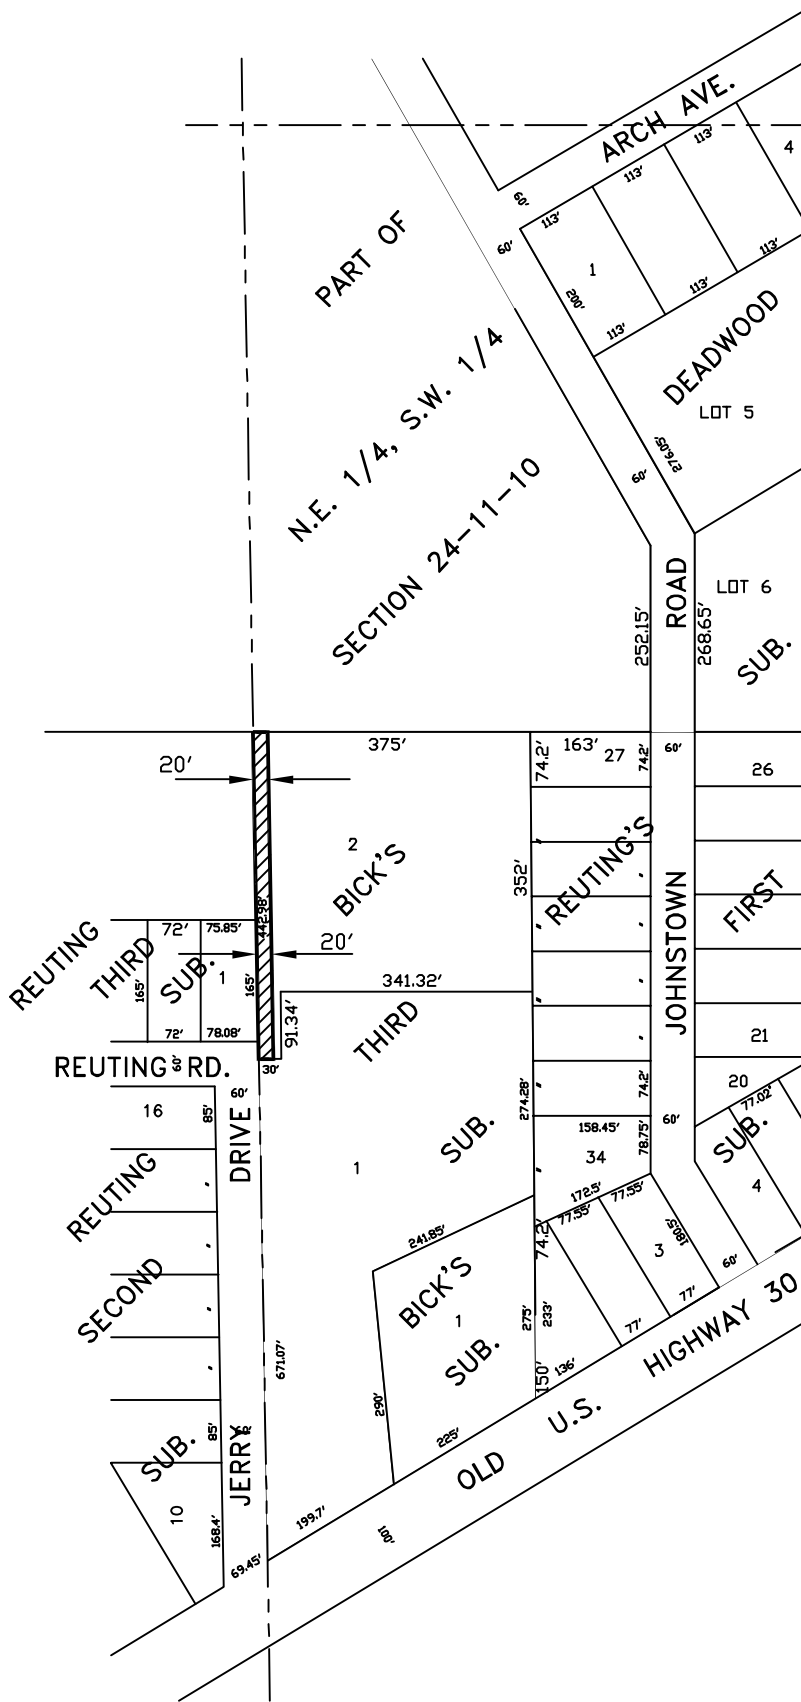 ARCH AVE.
113'
4
113'
60'
113'
60'
PART OF
113'
1
200'
113'
113'
DEADWOOD
LOT 5
N.E. 1/4, S.W. 1/4
276.05'
60'
SECTION 24-11-10
ROAD
LOT 6
252.15'
268.65'
SUB.
375'
74.2'
163'
27
74.2'
60'
26
20'
2
BICK'S
352'
REUTING'S
JOHNSTOWN
FIRST
442.98'
REUTING
THIRD
SUB.
72'
75.85'
20'
165'
1
165'
341.32'
91.34'
THIRD
72'
78.08'
21
REUTING RD.
60'
30'
60'
274.28'
74.2'
20
77.02'
16
85'
DRIVE
SUB.
158.45'
78.75'
60'
SUB.
34
1
REUTING
172.5'
77.55'
77.55'
4
241.85'
74.2'
180.5'
3
60'
BICK'S
1
SUB.
SECOND
275'
233'
77'
77'
HIGHWAY 30
671.07'
136'
150'
290'
225'
U.S.
OLD
85'
JERRY
SUB.
10
168.4'
199.7'
100'
69.45'